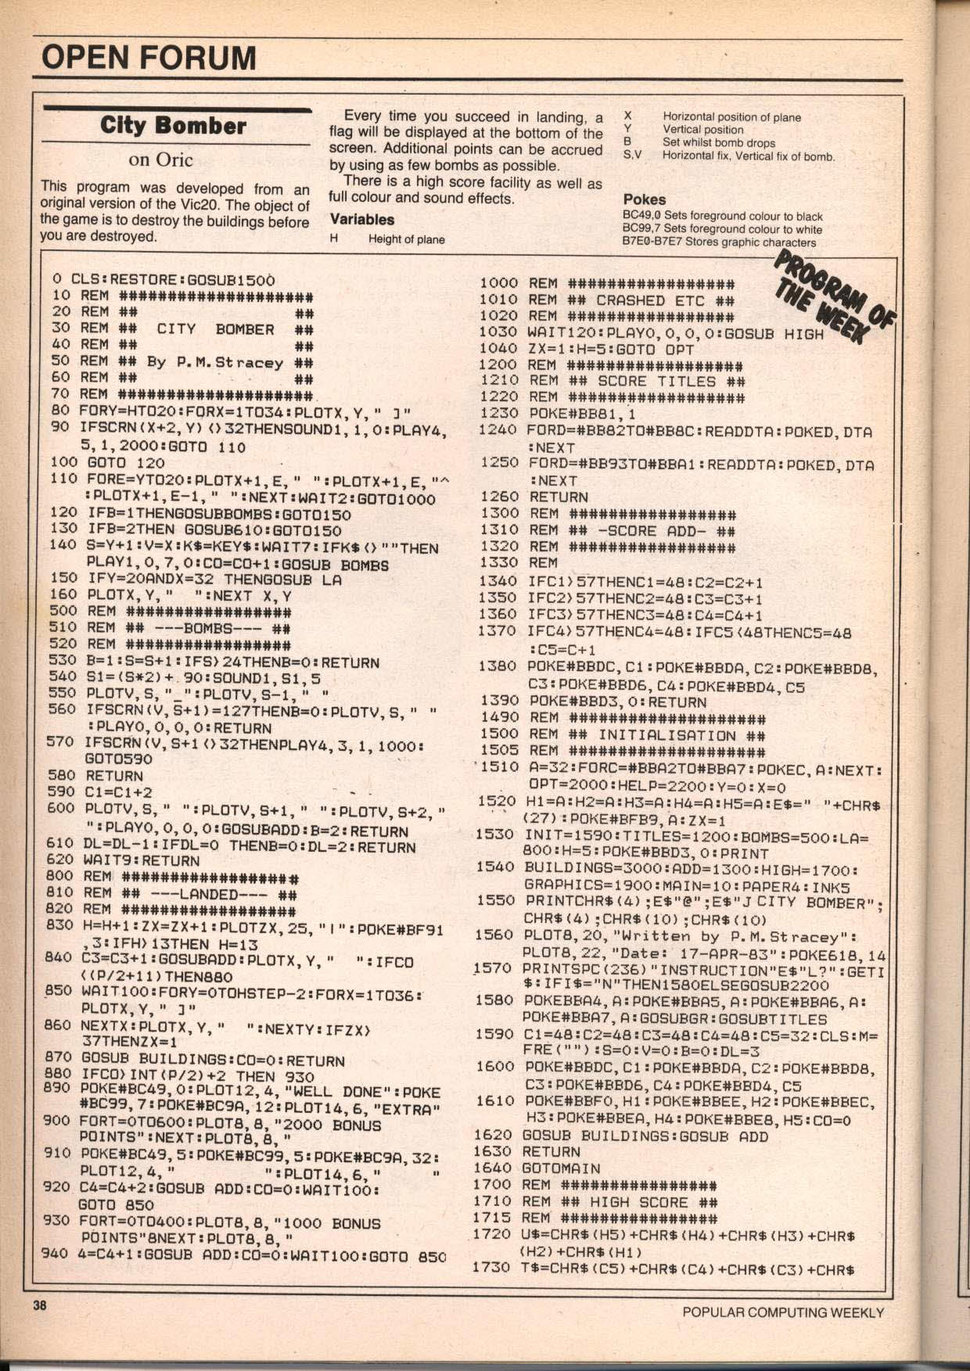 OPEN FORUM
City Bomber
on Oric
This program was developed from an
original version of the Vic20. The object of
the game is to destroy the buildings before
you are destroyed.
Every time you succeed in landing, a
flag will be displayed at the bottom of the
screen. Additional points can be accrued
by using as few bombs as possible.
There is a high score facility as well as
full colour and sound effects.
Variables
H Height of plane
X Horizontal position of plane
Y Vertical position
B Set whilst bomb drops
S,V Horizontal fix, Vertical fix of bomb.
Pokes
BC49,0 Sets foreground colour to black
BC99,7 Sets foreground colour to white
B7E0-B7E7 Stores graphic characters
PROGRAM OF
THE WEEK
0 CLS:RESTORE:GOSUB1500
10 REM ####################
20 REM ## ##
30 REM ## CITY BOMBER ##
40 REM ## ##
50 REM ## By P.M.Stracey ##
60 REM ## ##
70 REM ####################
80 FORY=HTO20:FORX=1TO34:PLOTX,Y," ]"
90 IFSCRN(X+2,Y)<>32THENSOUND1,1,0:PLAY4,
5,1,2000:GOTO 110
100 GOTO 120
110 FORE=YTO20:PLOTX+1,E," ":PLOTX+1,E,"^
:PLOTX+1,E-1," ":NEXT:WAIT2:GOTO1000
120 IFB=1THENGOSUBBOMBS:GOTO150
130 IFB=2THEN GOSUB610:GOTO150
140 S=Y+1:V=X:K$=KEY$:WAIT7:IFK$<>""THEN
PLAY1,0,7,0:CO=CO+1:GOSUB BOMBS
150 IFY=20ANDX=32 THENGOSUB LA
160 PLOTX,Y," ":NEXT X,Y
500 REM #################
510 REM ## ---BOMBS--- ##
520 REM #################
530 B=1:S=S+1:IFS>24THENB=0:RETURN
540 S1=(S*2)+ 90:SOUND1,S1,5
550 PLOTV,S,"_":PLOTV,S-1," "
560 IFSCRN(V,S+1)=127THENB=0:PLOTV,S," "
:PLAY0,0,0,0:RETURN
570 IFSCRN(V,S+1<>32THENPLAY4,3,1,1000:
GOTO590
580 RETURN
590 C1=C1+2
600 PLOTV,S," ":PLOTV,S+1," ":PLOTV,S+2,"
":PLAY0,0,0,0:GOSUBADD:B=2:RETURN
610 DL=DL-1:IFDL=0 THENB=0:DL=2:RETURN
620 WAIT9:RETURN
800 REM ##################
810 REM ## ---LANDED--- ##
820 REM ##################
830 H=H+1:ZX=ZX+1:PLOTZX,25,"|":POKE#BF91
,3:IFH>13THEN H=13
840 C3=C3+1:GOSUBADD:PLOTX,Y," ":IFCO
<(P/2+11)THEN880
850 WAIT100:FORY=0TOHSTEP-2:FORX=1TO36:
PLOTX,Y," ]"
860 NEXTX:PLOTX,Y," ":NEXTY:IFZX>
37THENZX=1
870 GOSUB BUILDINGS:CO=0:RETURN
880 IFCO>INT(P/2)+2 THEN 930
890 POKE#BC49,0:PLOT12,4,"WELL DONE":POKE
#BC99,7:POKE#BC9A,12:PLOT14,6,"EXTRA"
900 FORT=0TO600:PLOT8,8,"2000 BONUS
POINTS":NEXT:PLOT8,8,"
910 POKE#BC49,5:POKE#BC99,5:POKE#BC9A,32:
PLOT12,4," ":PLOT14,6," "
920 C4=C4+2:GOSUB ADD:CO=0:WAIT100:
GOTO 850
930 FORT=0TO400:PLOT8,8,"1000 BONUS
POINTS"8NEXT:PLOT8,8,"
940 4=C4+1:GOSUB ADD:CO=0:WAIT100:GOTO 850
1000 REM #################
1010 REM ## CRASHED ETC ##
1020 REM #################
1030 WAIT120:PLAY0,0,0,0:GOSUB HIGH
1040 ZX=1:H=5:GOTO OPT
1200 REM ##################
1210 REM ## SCORE TITLES ##
1220 REM ##################
1230 POKE#BB81,1
1240 FORD=#BB82TO#BB8C:READDTA:POKED,DTA
:NEXT
1250 FORD=#BB93TO#BBA1:READDTA:POKED,DTA
:NEXT
1260 RETURN
1300 REM #################
1310 REM ## -SCORE ADD- ##
1320 REM #################
1330 REM
1340 IFC1>57THENC1=48:C2=C2+1
1350 IFC2>57THENC2=48:C3=C3+1
1360 IFC3>57THENC3=48:C4=C4+1
1370 IFC4>57THENC4=48:IFC5<48THENC5=48
:C5=C+1
1380 POKE#BBDC,C1:POKE#BBDA,C2:POKE#BBD8,
C3:POKE#BBD6,C4:POKE#BBD4,C5
1390 POKE#BBD3,0:RETURN
1490 REM ####################
1500 REM ## INITIALISATION ##
1505 REM ####################
1510 A=32:FORC=#BBA2TO#BBA7:POKEC,A:NEXT:
OPT=2000:HELP=2200:Y=0:X=0
1520 H1=A:H2=A:H3=A:H4=A:H5=A:E$=" "+CHR$
(27):POKE#BFB9,A:ZX=1
1530 INIT=1590:TITLES=1200:BOMBS=500:LA=
800:H=5:POKE#BBD3,0:PRINT
1540 BUILDINGS=3000:ADD=1300:HIGH=1700:
GRAPHICS=1900:MAIN=10:PAPER4:INK5
1550 PRINTCHR$(4);E$"@";E$"J CITY BOMBER";
CHR$(4);CHR$(10);CHR$(10)
1560 PLOT8,20,"Written by P.M.Stracey":
PLOT8,22,"Date: 17-APR-83":POKE618,14
1570 PRINTSPC(236)"INSTRUCTION"E$"L?":GETI
$:IFI$="N"THEN1580ELSEGOSUB2200
1580 POKEBBA4,A:POKE#BBA5,A:POKE#BBA6,A:
POKE#BBA7,A:GOSUBGR:GOSUBTITLES
1590 C1=48:C2=48:C3=48:C4=48:C5=32:CLS:M=
FRE(""):S=0:V=0:B=0:DL=3
1600 POKE#BBDC,C1:POKE#BBDA,C2:POKE#BBD8,
C3:POKE#BBD6,C4:POKE#BBD4,C5
1610 POKE#BBF0,H1:POKE#BBEE,H2:POKE#BBEC,
H3:POKE#BBEA,H4:POKE#BBE8,H5:CO=0
1620 GOSUB BUILDINGS:GOSUB ADD
1630 RETURN
1640 GOTOMAIN
1700 REM ################
1710 REM ## HIGH SCORE ##
1715 REM ################
1720 U$=CHR$(H5)+CHR$(H4)+CHR$(H3)+CHR$
(H2)+CHR$(H1)
1730 T$=CHR$(C5)+CHR$(C4)+CHR$(C3)+CHR$
38
POPULAR COMPUTING WEEKLY